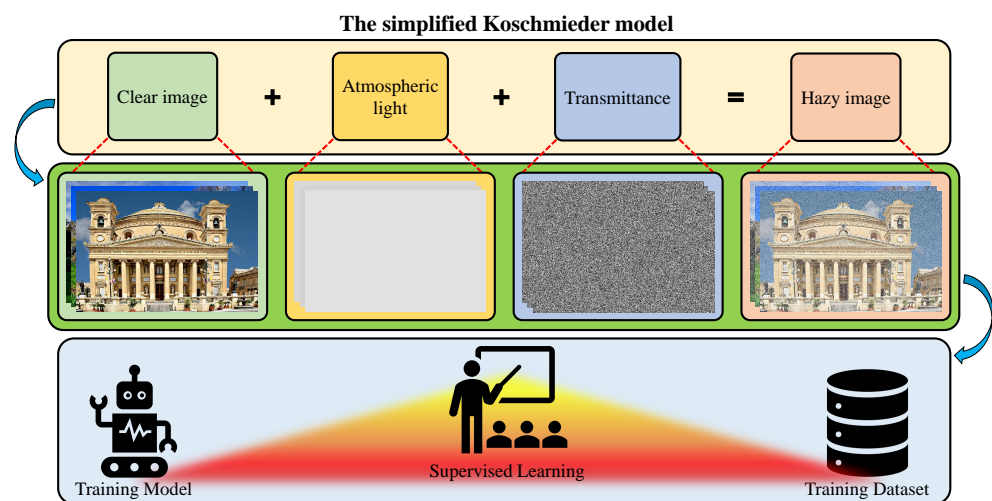 The simplified Koschmieder model
Clear image + Atmospheric light + Transmittance = Hazy image
Supervised Learning
Training Model
Training Dataset